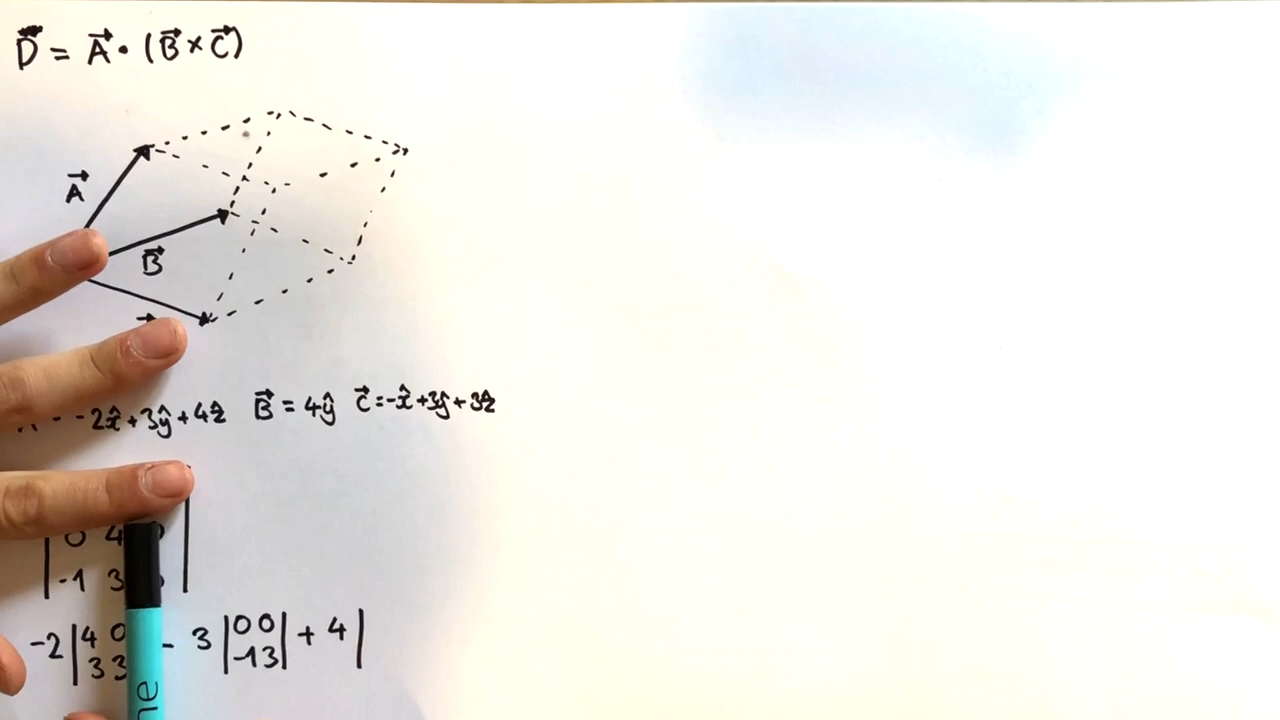 D = A⃗ · (B⃗ × C⃗)
A⃗
B⃗
-2x̂+3ŷ+4ẑ B⃗ = 4ŷ C⃗ = -x̂+3ŷ+3ẑ
0 4
-1 3
-2 | 4 0 - 3 | 0 0 | + 4 |
3 3 | -1 3 |
ne